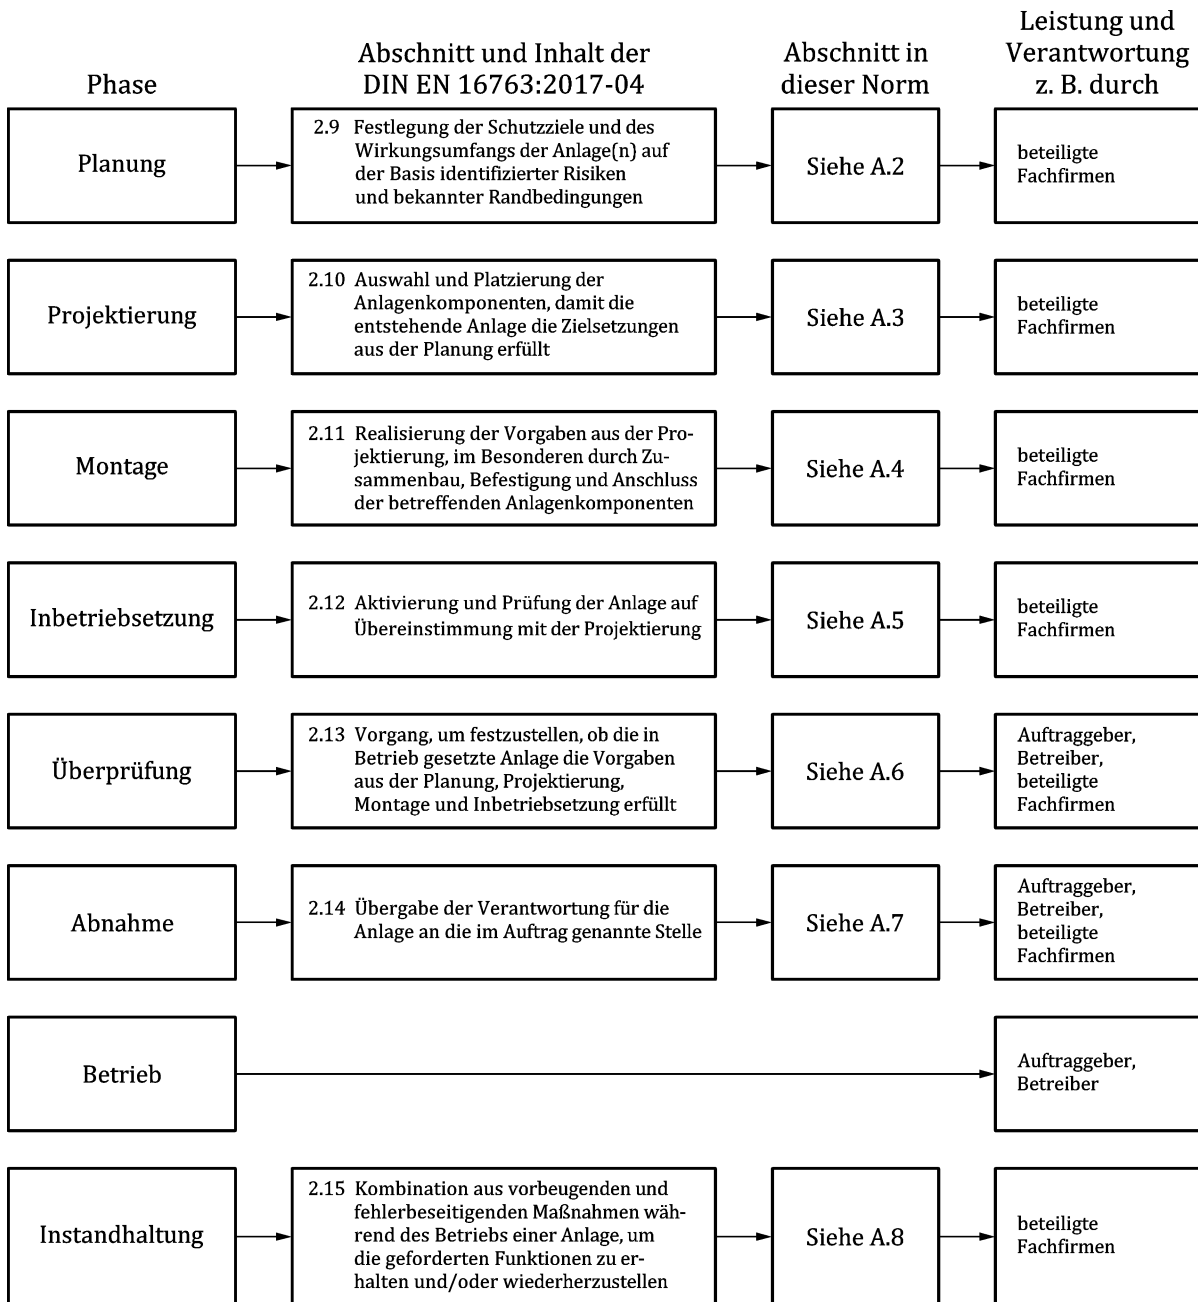 Phase
Abschnitt und Inhalt der
DIN EN 16763:2017-04
Abschnitt in
dieser Norm
Leistung und
Verantwortung
z. B. durch
Planung
2.9 Festlegung der Schutzziele und des
Wirkungsumfangs der Anlage(n) auf
der Basis identifizierter Risiken
und bekannter Randbedingungen
Siehe A.2
beteiligte
Fachfirmen
Projektierung
2.10 Auswahl und Platzierung der
Anlagenkomponenten, damit die
entstehende Anlage die Zielsetzungen
aus der Planung erfüllt
Siehe A.3
beteiligte
Fachfirmen
Montage
2.11 Realisierung der Vorgaben aus der Pro-
jektierung, im Besonderen durch Zu-
sammenbau, Befestigung und Anschluss
der betreffenden Anlagenkomponenten
Siehe A.4
beteiligte
Fachfirmen
Inbetriebsetzung
2.12 Aktivierung und Prüfung der Anlage auf
Übereinstimmung mit der Projektierung
Siehe A.5
beteiligte
Fachfirmen
Überprüfung
2.13 Vorgang, um festzustellen, ob die in
Betrieb gesetzte Anlage die Vorgaben
aus der Planung, Projektierung,
Montage und Inbetriebsetzung erfüllt
Siehe A.6
Auftraggeber,
Betreiber,
beteiligte
Fachfirmen
Abnahme
2.14 Übergabe der Verantwortung für die
Anlage an die im Auftrag genannte Stelle
Siehe A.7
Auftraggeber,
Betreiber,
beteiligte
Fachfirmen
Betrieb
Auftraggeber,
Betreiber
Instandhaltung
2.15 Kombination aus vorbeugenden und
fehlerbeseitigenden Maßnahmen wäh-
rend des Betriebs einer Anlage, um
die geforderten Funktionen zu er-
halten und/oder wiederherzustellen
Siehe A.8
beteiligte
Fachfirmen